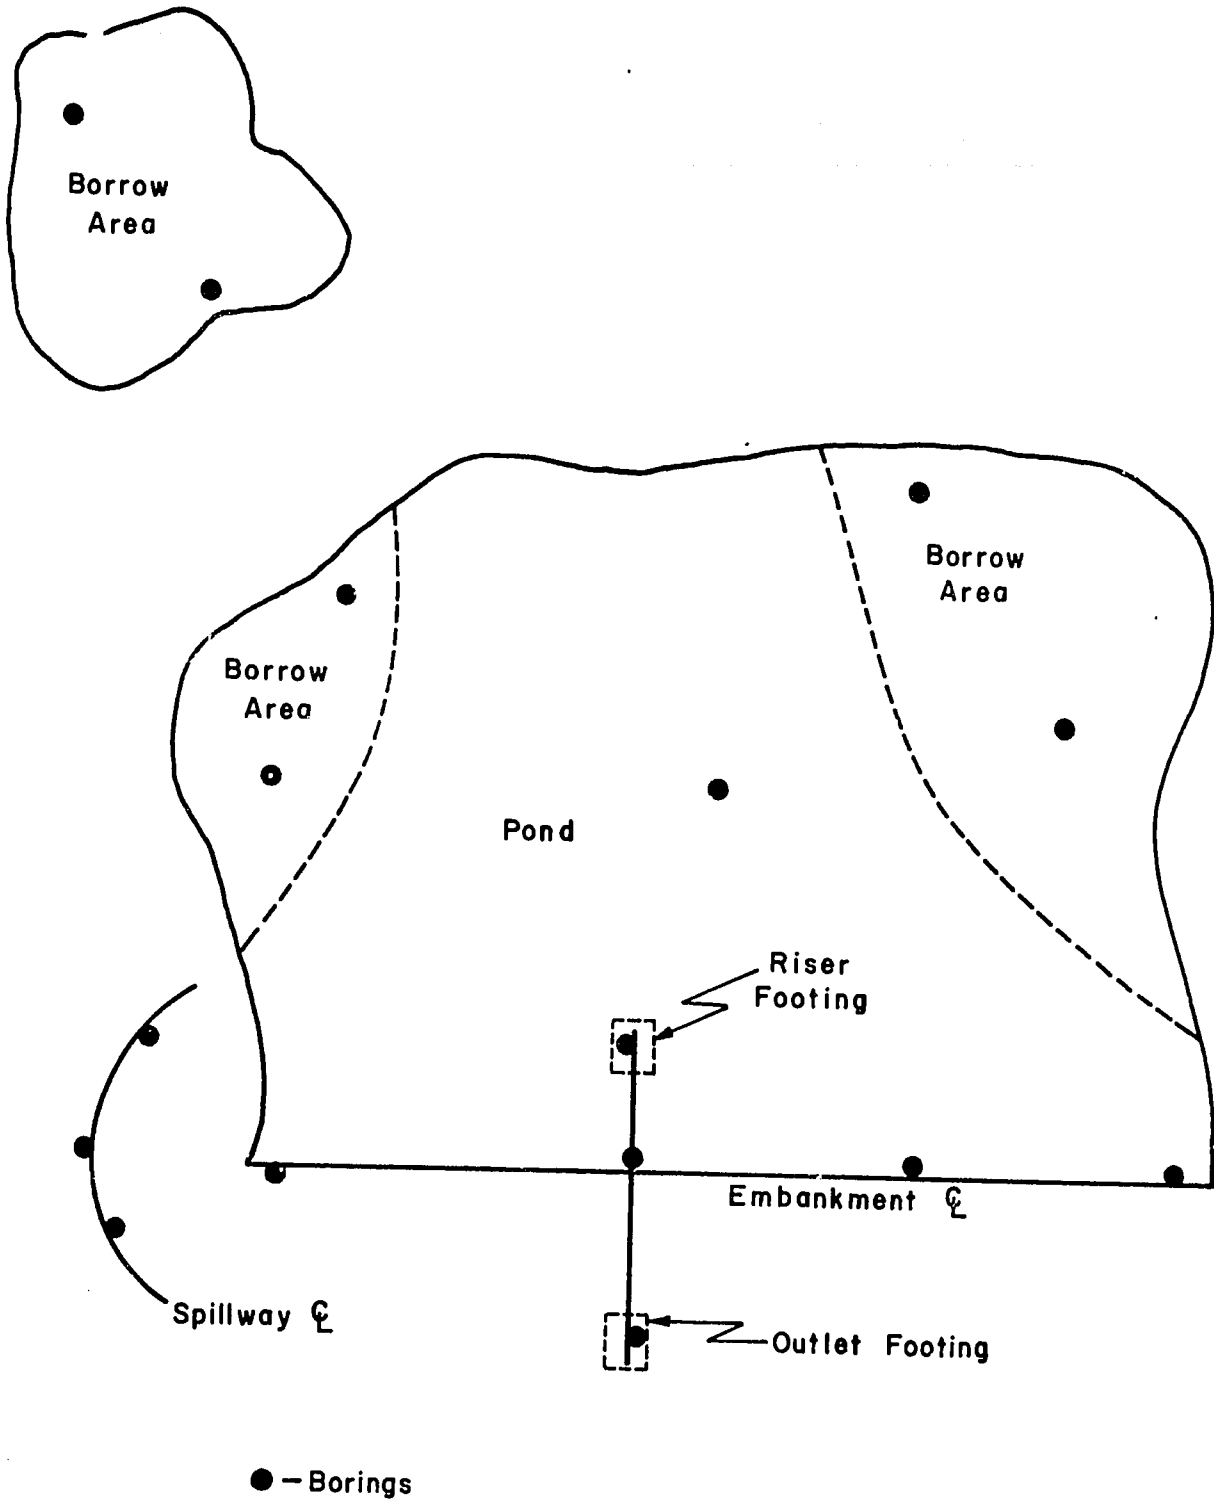 Borrow
Area
Borrow
Area
Borrow
Area
Pond
Riser
Footing
Embankment ℄
Spillway ℄
Outlet Footing
– Borings